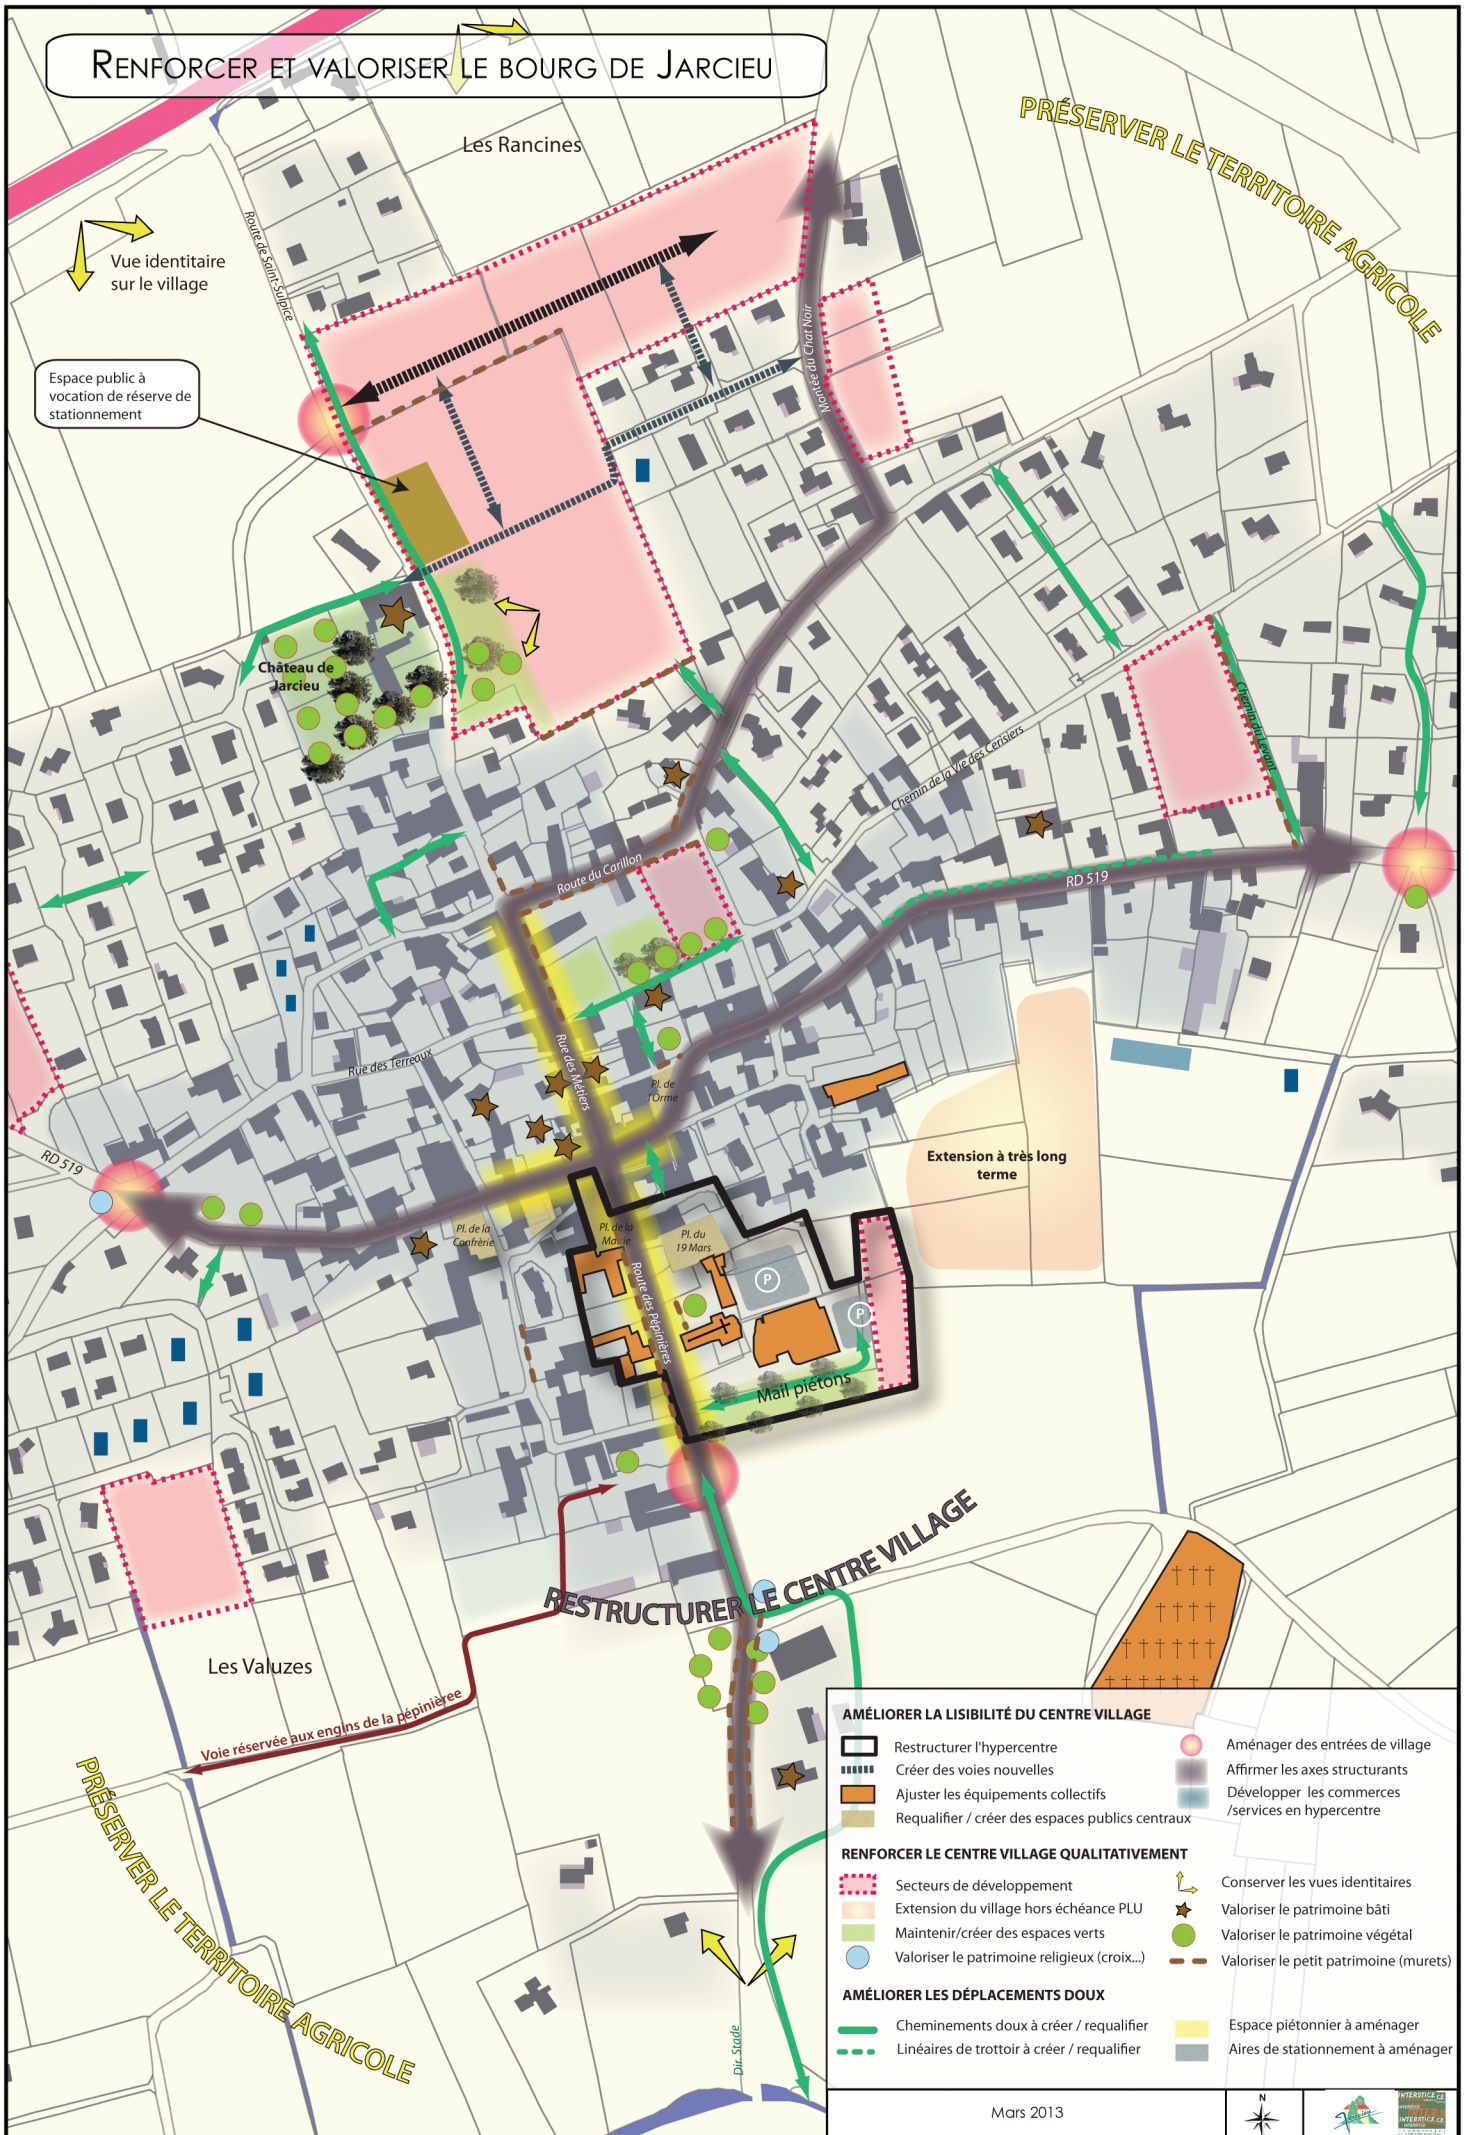 RENFORCER ET VALORISER LE BOURG DE JARCIEU
Les Rancines
PRÉSERVER LE TERRITOIRE AGRICOLE
Route de Saint-Sulpice
Vue identitaire
sur le village
Montée du Chat Noir
Espace public à
vocation de réserve de
stationnement
Château de
Jarcieu
Chemin du Levant
Chemin de la Vie des Cerisiers
Route du Carillon
RD 519
Rue des Métiers
Rue des Terreaux
Pl. de
l'Orme
RD 519
Extension à très long
terme
Pl. de la
Confrèrie
Pl. de la
Mairie
Pl. du
19 Mars
P
P
Route des Pépinières
Mail piétons
RESTRUCTURER LE CENTRE VILLAGE
Les Valuzes
Voie réservée aux engins de la pépinièree
PRÉSERVER LE TERRITOIRE AGRICOLE
Dir. Stade
AMÉLIORER LA LISIBILITÉ DU CENTRE VILLAGE
Restructurer l'hypercentre
Créer des voies nouvelles
Ajuster les équipements collectifs
Requalifier / créer des espaces publics centraux
Aménager des entrées de village
Affirmer les axes structurants
Développer les commerces
/services en hypercentre
RENFORCER LE CENTRE VILLAGE QUALITATIVEMENT
Secteurs de développement
Extension du village hors échéance PLU
Maintenir/créer des espaces verts
Valoriser le patrimoine religieux (croix...)
Conserver les vues identitaires
Valoriser le patrimoine bâti
Valoriser le patrimoine végétal
Valoriser le petit patrimoine (murets)
AMÉLIORER LES DÉPLACEMENTS DOUX
Cheminements doux à créer / requalifier
Linéaires de trottoir à créer / requalifier
Espace piétonnier à aménager
Aires de stationnement à aménager
Mars 2013
N
Jarcieu
INTERSTICE